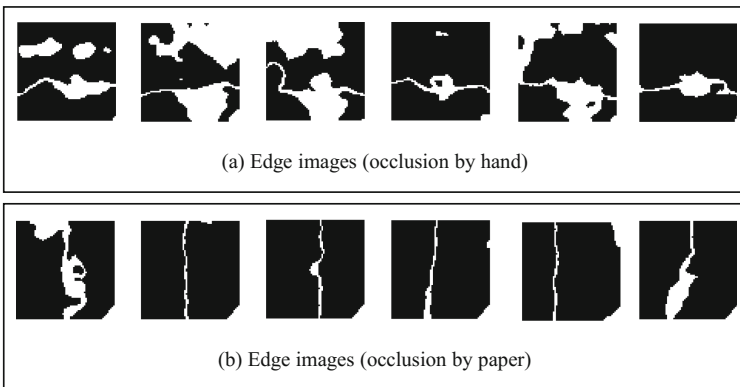 (a) Edge images (occlusion by hand)
(b) Edge images (occlusion by paper)